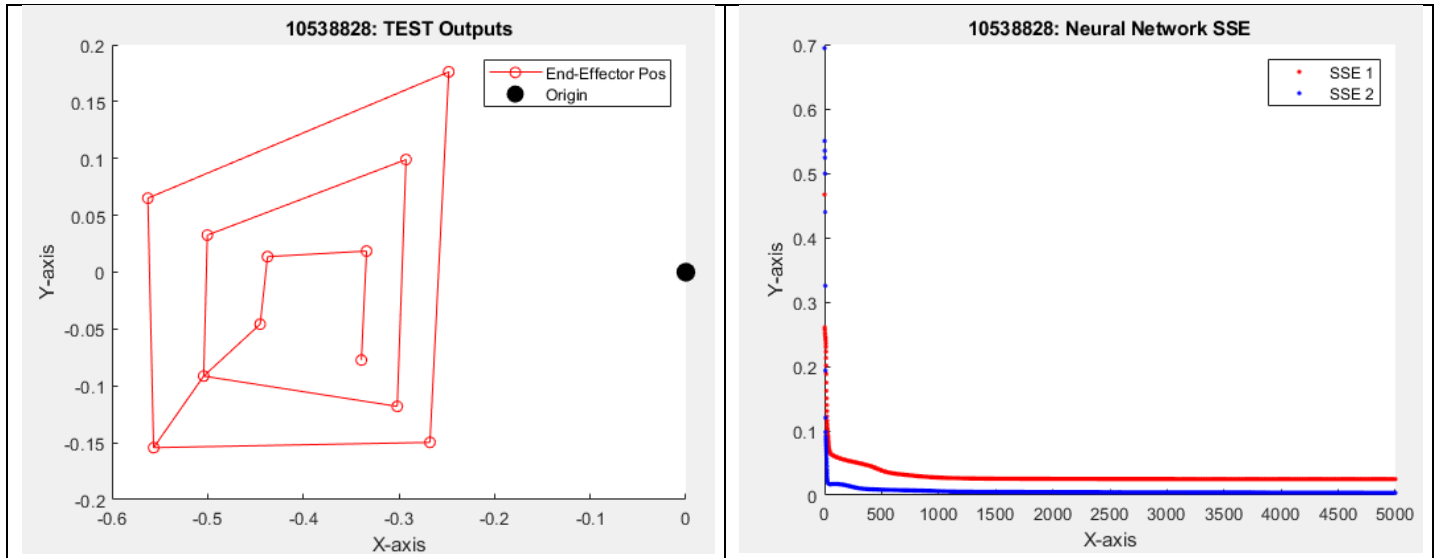 10538828: TEST Outputs
End-Effector Pos
Origin
0.2
0.15
0.1
0.05
0
-0.05
-0.1
-0.15
-0.2
Y-axis
-0.6 -0.5 -0.4 -0.3 -0.2 -0.1 0
X-axis
10538828: Neural Network SSE
SSE 1
SSE 2
0.7
0.6
0.5
0.4
0.3
0.2
0.1
0
Y-axis
0 500 1000 1500 2000 2500 3000 3500 4000 4500 5000
X-axis